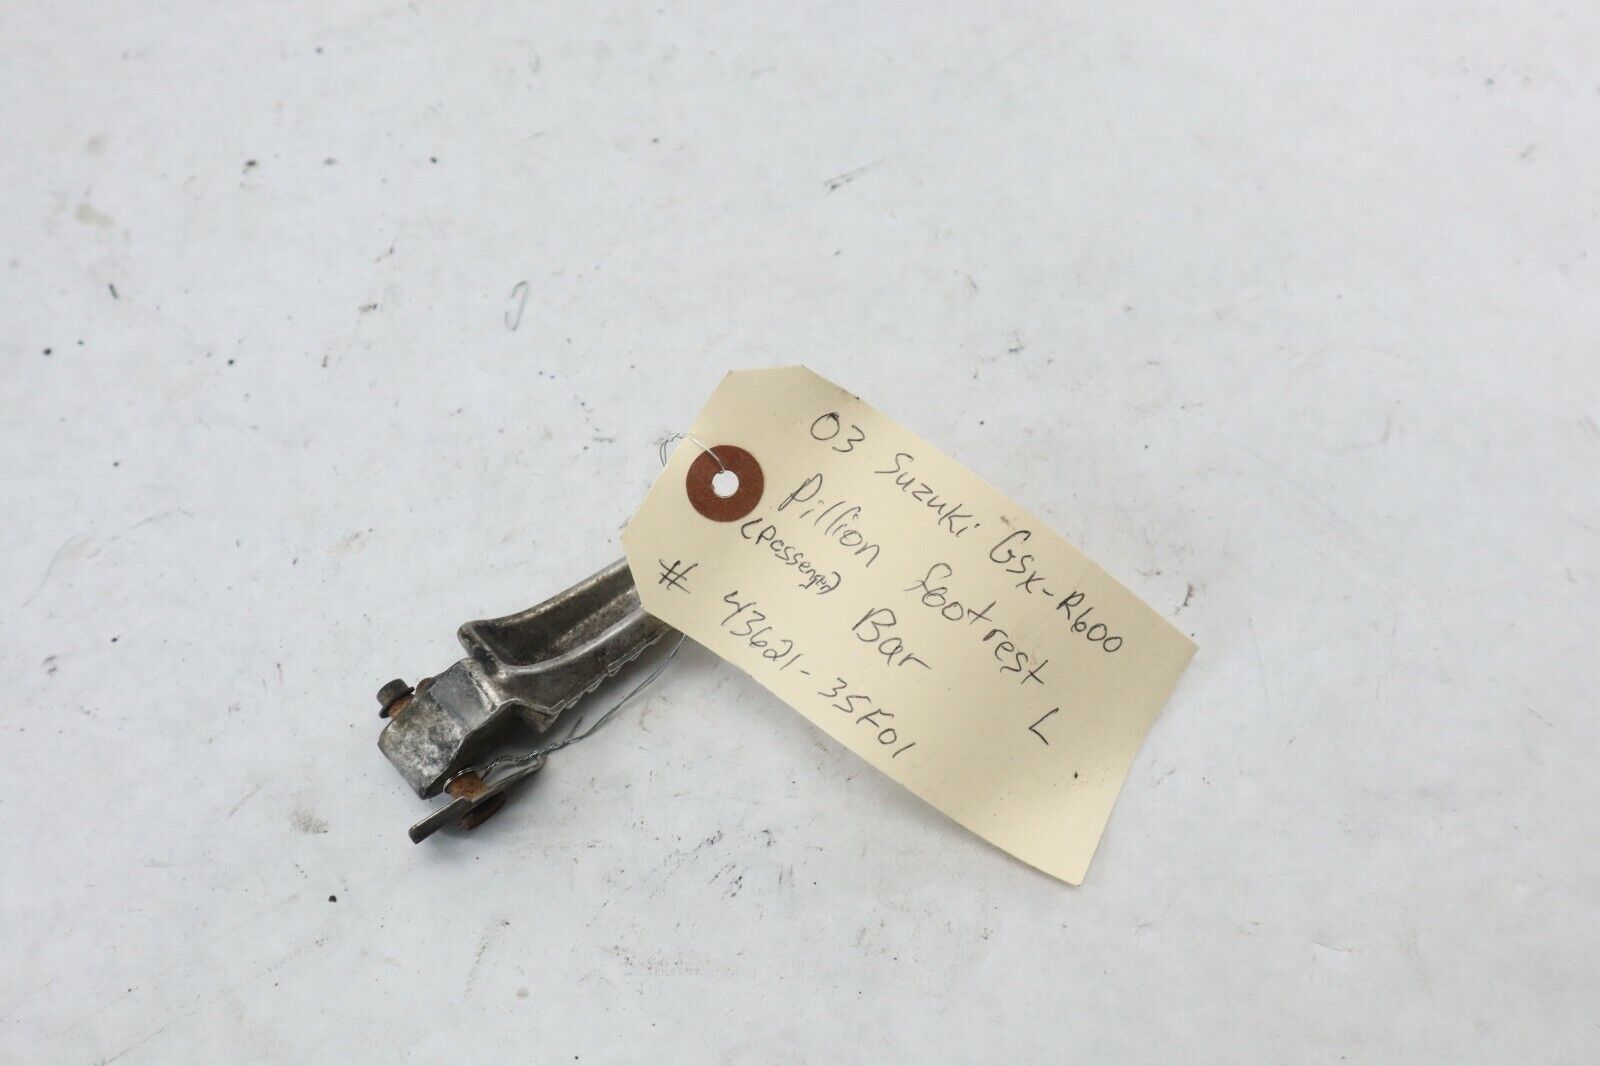 03 Suzuki GSX-R600
Pillion footrest L
(Passenger) Bar
# 43621-35F01